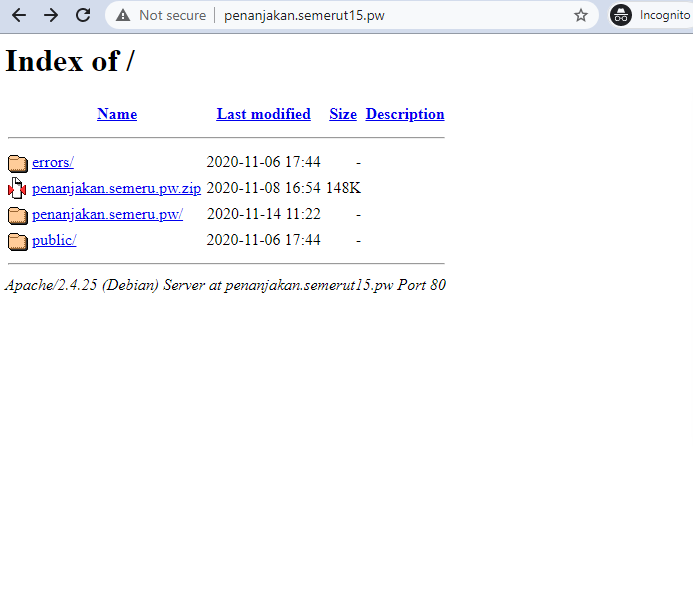 Not secure | penanjakan.semerut15.pw Incognito
Index of /
Name Last modified Size Description
errors/ 2020-11-06 17:44 -
penanjakan.semeru.pw.zip 2020-11-08 16:54 148K
penanjakan.semeru.pw/ 2020-11-14 11:22 -
public/ 2020-11-06 17:44 -
Apache/2.4.25 (Debian) Server at penanjakan.semerut15.pw Port 80